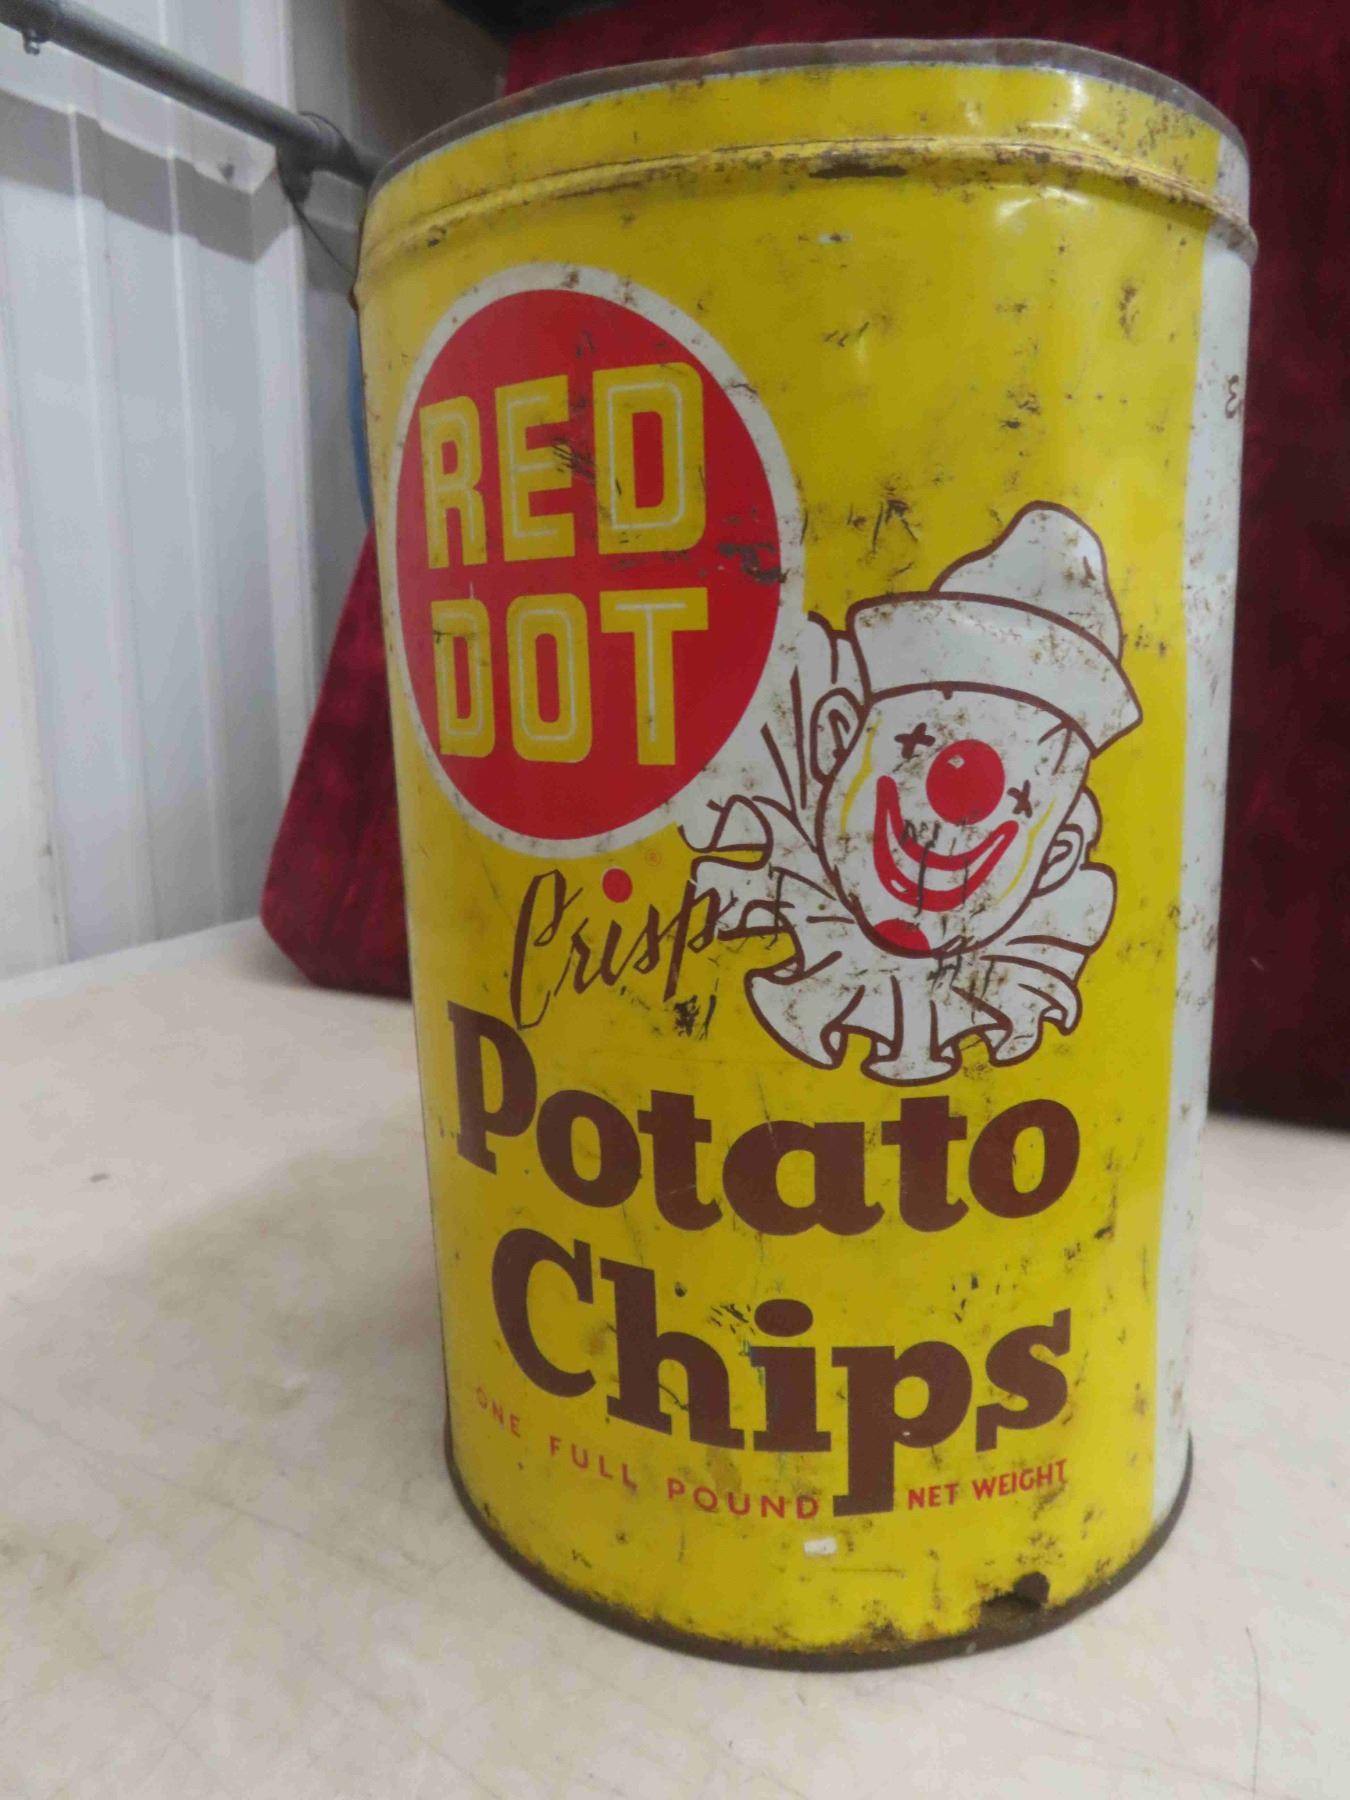 RED
DOT
®
Crisp
Potato
Chips
ONE FULL POUND NET WEIGHT